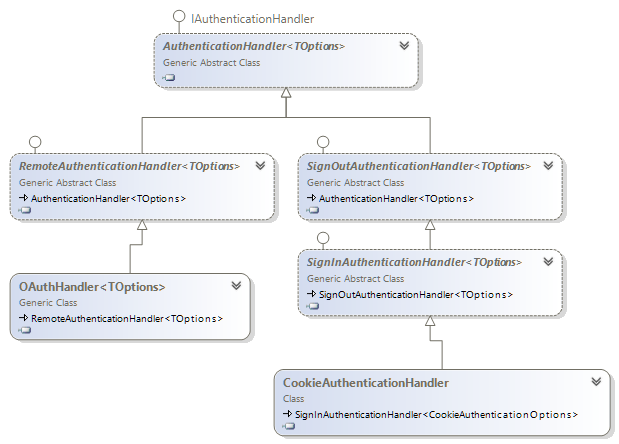 IAuthenticationHandler
AuthenticationHandler<TOptions>
Generic Abstract Class
RemoteAuthenticationHandler<TOptions>
Generic Abstract Class
AuthenticationHandler<TOptions>
SignOutAuthenticationHandler<TOptions>
Generic Abstract Class
AuthenticationHandler<TOptions>
OAuthHandler<TOptions>
Generic Class
RemoteAuthenticationHandler<TOptions>
SignInAuthenticationHandler<TOptions>
Generic Abstract Class
SignOutAuthenticationHandler<TOptions>
CookieAuthenticationHandler
Class
SignInAuthenticationHandler<CookieAuthenticationOptions>